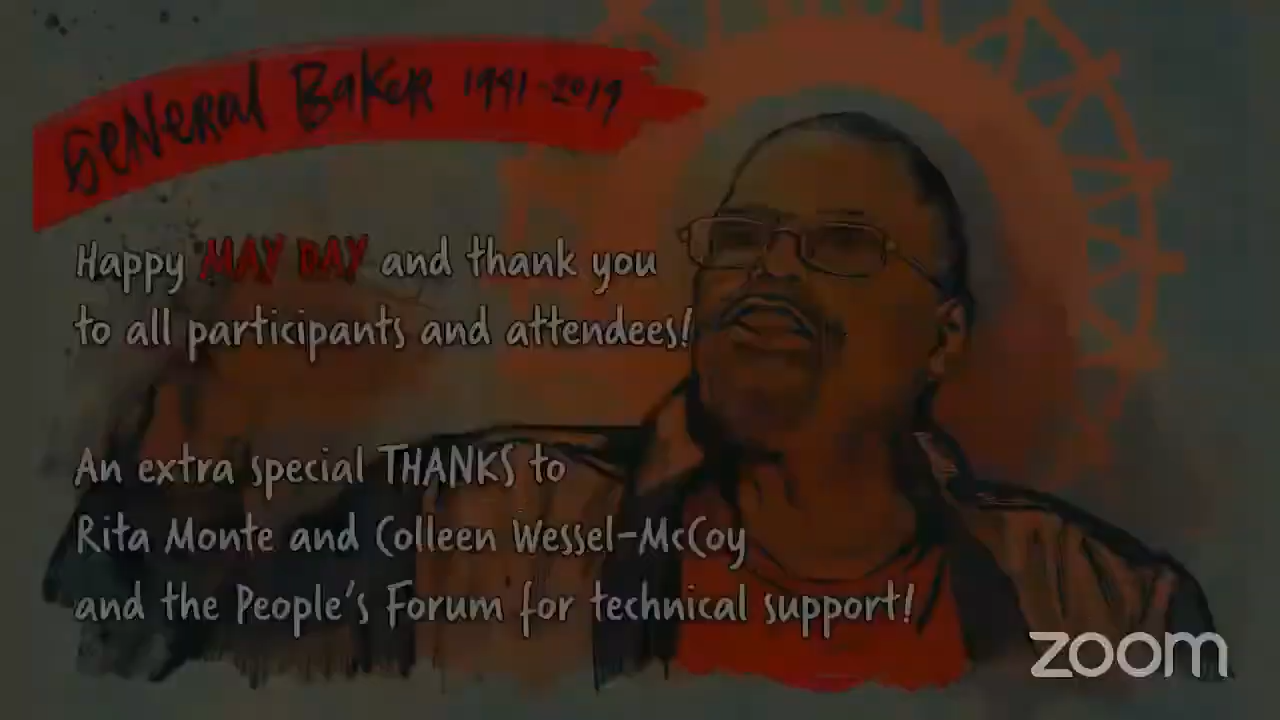 GENERAL BAKER 1941-2019
Happy MAY DAY and thank you
to all participants and attendees!
An extra special THANKS to
Rita Monte and Colleen Wessel-McCoy
and the People's Forum for technical support!
zoom